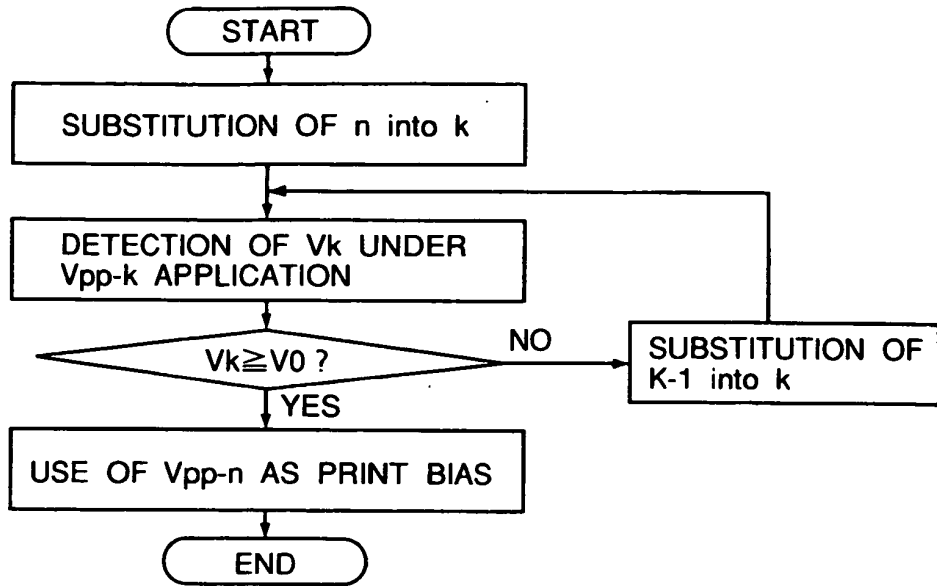 START
SUBSTITUTION OF n into k
DETECTION OF Vk UNDER
Vpp-k APPLICATION
Vk≧V0 ?
NO
SUBSTITUTION OF
K-1 into k
YES
USE OF Vpp-n AS PRINT BIAS
END